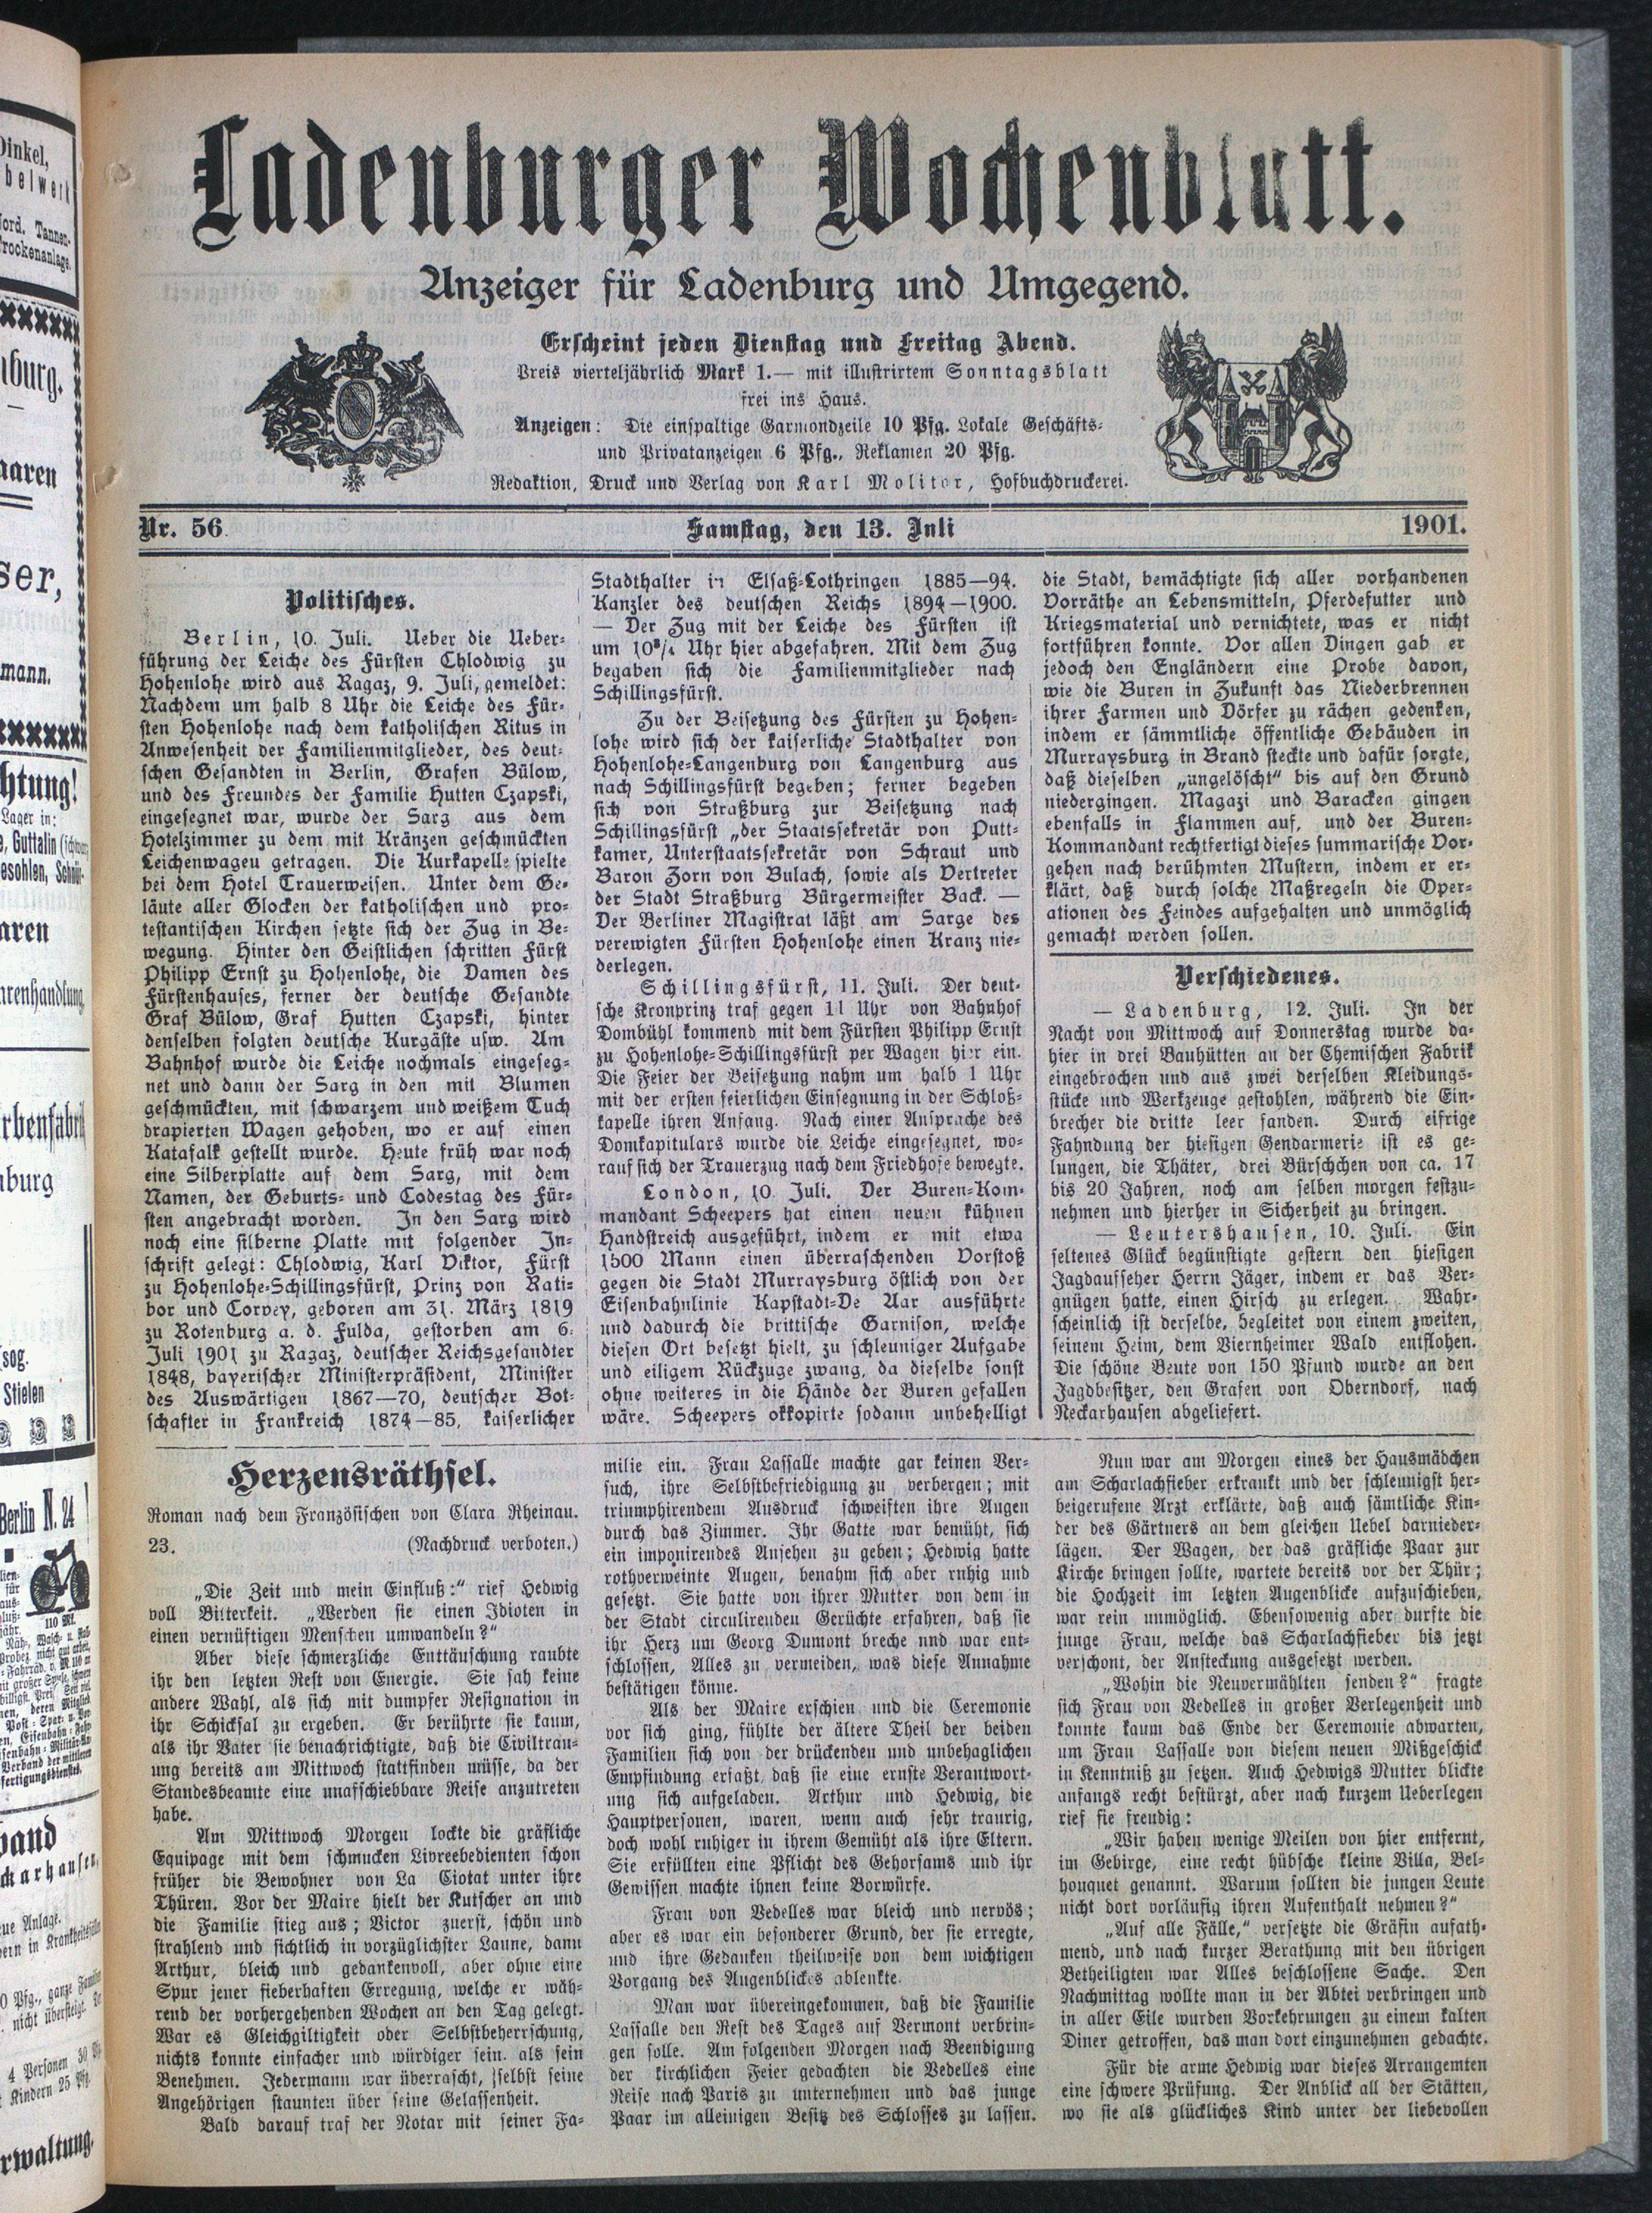 Ladenburger Wochenblatt.
Anzeiger für Ladenburg und Umgegend.
Erscheint jeden Dienstag und Freitag Abend.
Preis vierteljährlich Mark 1.— mit illustrirtem Sonntagsblatt
frei ins Haus.
Anzeigen: Die einspaltige Garmondzeile 10 Pfg. Lokale Geschäfts-
und Privatanzeigen 6 Pfg., Reklamen 20 Pfg.
Redaktion, Druck und Verlag von Karl Molitor, Hofbuchdruckerei.
Nr. 56. Samstag, den 13. Juli 1901.
Politisches.
Berlin, 10. Juli. Ueber die Ueber-
führung der Leiche des Fürsten Chlodwig zu
Hohenlohe wird aus Ragaz, 9. Juli, gemeldet:
Nachdem um halb 8 Uhr die Leiche des Für-
sten Hohenlohe nach dem katholischen Ritus in
Anwesenheit der Familienmitglieder, des deut-
schen Gesandten in Berlin, Grafen Bülow,
und des Freundes der Familie Hutten Czapski,
eingesegnet war, wurde der Sarg aus dem
Hotelzimmer zu dem mit Kränzen geschmückten
Leichenwageu getragen. Die Kurkapelle spielte
bei dem Hotel Trauerweisen. Unter dem Ge-
läute aller Glocken der katholischen und pro-
testantischen Kirchen setzte sich der Zug in Be-
wegung. Hinter den Geistlichen schritten Fürst
Philipp Ernst zu Hohenlohe, die Damen des
Fürstenhauses, ferner der deutsche Gesandte
Graf Bülow, Graf Hutten Czapski, hinter
denselben folgten deutsche Kurgäste usw. Am
Bahnhof wurde die Leiche nochmals eingeseg-
net und dann der Sarg in den mit Blumen
geschmückten, mit schwarzem und weißem Tuch
drapierten Wagen gehoben, wo er auf einen
Katafalk gestellt wurde. Heute früh war noch
eine Silberplatte auf dem Sarg, mit dem
Namen, der Geburts- und Todestag des Für-
sten angebracht worden. In den Sarg wird
noch eine silberne Platte mit folgender In-
schrift gelegt: Chlodwig, Karl Viktor, Fürst
zu Hohenlohe-Schillingsfürst, Prinz von Rati-
bor und Corvey, geboren am 31. März 1819
zu Rotenburg a. d. Fulda, gestorben am 6.
Juli 1901 zu Ragaz, deutscher Reichsgesandter
1848, bayerischer Ministerpräsident, Minister
des Auswärtigen 1867—70, deutscher Bot-
schafter in Frankreich 1874—85, kaiserlicher
Stadthalter in Elsaß-Lothringen 1885—94.
Kanzler des deutschen Reichs 1894—1900.
— Der Zug mit der Leiche des Fürsten ist
um 10¾ Uhr hier abgefahren. Mit dem Zug
begaben sich die Familienmitglieder nach
Schillingsfürst.
Zu der Beisetzung des Fürsten zu Hohen-
lohe wird sich der kaiserliche Stadthalter von
Hohenlohe-Langenburg von Langenburg aus
nach Schillingsfürst begeben; ferner begeben
sich von Straßburg zur Beisetzung nach
Schillingsfürst „der Staatssekretär von Putt-
kamer, Unterstaatssekretär von Schraut und
Baron Zorn von Bulach, sowie als Vertreter
der Stadt Straßburg Bürgermeister Back. —
Der Berliner Magistrat läßt am Sarge des
verewigten Fürsten Hohenlohe einen Kranz nie-
derlegen.
Schillingsfürst, 11. Juli. Der deut-
sche Kronprinz traf gegen 11 Uhr von Bahnhof
Dombühl kommend mit dem Fürsten Philipp Ernst
zu Hohenlohe-Schillingsfürst per Wagen hier ein.
Die Feier der Beisetzung nahm um halb 1 Uhr
mit der ersten feierlichen Einsegnung in der Schloß-
kapelle ihren Anfang. Nach einer Ansprache des
Domkapitulars wurde die Leiche eingesegnet, wo-
rauf sich der Trauerzug nach dem Friedhofe bewegte.
London, 10. Juli. Der Buren-Kom-
mandant Scheepers hat einen neuen kühnen
Handstreich ausgeführt, indem er mit etwa
1500 Mann einen überraschenden Vorstoß
gegen die Stadt Murraysburg östlich von der
Eisenbahnlinie Kapstadt-De Aar ausführte
und dadurch die brittische Garnison, welche
diesen Ort besetzt hielt, zu schleuniger Aufgabe
und eiligem Rückzuge zwang, da dieselbe sonst
ohne weiteres in die Hände der Buren gefallen
wäre. Scheepers okkopirte sodann unbehelligt
die Stadt, bemächtigte sich aller vorhandenen
Vorräthe an Lebensmitteln, Pferdefutter und
Kriegsmaterial und vernichtete, was er nicht
fortführen konnte. Vor allen Dingen gab er
jedoch den Engländern eine Probe davon,
wie die Buren in Zukunft das Niederbrennen
ihrer Farmen und Dörfer zu rächen gedenken,
indem er sämmtliche öffentliche Gebäuden in
Murraysburg in Brand steckte und dafür sorgte,
daß dieselben „ungelöscht“ bis auf den Grund
niedergingen. Magazi und Baracken gingen
ebenfalls in Flammen auf, und der Buren-
Kommandant rechtfertigt dieses summarische Vor-
gehen nach berühmten Mustern, indem er er-
klärt, daß durch solche Maßregeln die Oper-
ationen des Feindes aufgehalten und unmöglich
gemacht werden sollen.
Verschiedenes.
— Ladenburg, 12. Juli. In der
Nacht von Mittwoch auf Donnerstag wurde da-
hier in drei Bauhütten an der Chemischen Fabrik
eingebrochen und aus zwei derselben Kleidungs-
stücke und Werkzeuge gestohlen, während die Ein-
brecher die dritte leer fanden. Durch eifrige
Fahndung der hiesigen Gendarmerie ist es ge-
lungen, die Thäter, drei Bürschchen von ca. 17
bis 20 Jahren, noch am selben morgen festzu-
nehmen und hierher in Sicherheit zu bringen.
— Leutershausen, 10. Juli. Ein
seltenes Glück begünstigte gestern den hiesigen
Jagdaufseher Herrn Jäger, indem er das Ver-
gnügen hatte, einen Hirsch zu erlegen. Wahr-
scheinlich ist derselbe, begleitet von einem zweiten,
seinem Heim, dem Viernheimer Wald entflohen.
Die schöne Beute von 150 Pfund wurde an den
Jagdbesitzer, den Grafen von Oberndorf, nach
Neckarhausen abgeliefert.
Herzensräthsel.
Roman nach dem Französischen von Clara Rheinau.
23. (Nachdruck verboten.)
„Die Zeit und mein Einfluß:“ rief Hedwig
voll Bitterkeit. „Werden sie einen Idioten in
einen vernüftigen Menschen umwandeln?“
Aber diese schmerzliche Enttäuschung raubte
ihr den letzten Rest von Energie. Sie sah keine
andere Wahl, als sich mit dumpfer Resignation in
ihr Schicksal zu ergeben. Er berührte sie kaum,
als ihr Vater sie benachrichtigte, daß die Civiltrau-
ung bereits am Mittwoch stattfinden müsse, da der
Standesbeamte eine unafschiebbare Reise anzutreten
habe.
Am Mittwoch Morgen lockte die gräfliche
Equipage mit dem schmucken Livreebedienten schon
früher die Bewohner von La Ciotat unter ihre
Thüren. Vor der Maire hielt der Kutscher an und
die Familie stieg aus; Victor zuerst, schön und
strahlend und sichtlich in vorzüglichster Laune, dann
Arthur, bleich und gedankenvoll, aber ohne eine
Spur jener fieberhaften Erregung, welche er wäh-
rend der vorhergehenden Wochen an den Tag gelegt.
War es Gleichgiltigkeit oder Selbstbeherrschung,
nichts konnte einfacher und würdiger sein. als sein
Benehmen. Jedermann war überrascht, selbst seine
Angehörigen staunten über seine Gelassenheit.
Bald darauf traf der Notar mit seiner Fa-
milie ein. Frau Lassalle machte gar keinen Ver-
such, ihre Selbstbefriedigung zu verbergen; mit
triumphirendem Ausdruck schweiften ihre Augen
durch das Zimmer. Ihr Gatte war bemüht, sich
ein imponirendes Ansehen zu geben; Hedwig hatte
rothverweinte Augen, benahm sich aber ruhig und
gesetzt. Sie hatte von ihrer Mutter von dem in
der Stadt circulirenden Gerüchte erfahren, daß sie
ihr Herz um Georg Dumont breche und war ent-
schlossen, Alles zu vermeiden, was diese Annahme
bestätigen könne.
Als der Maire erschien und die Ceremonie
vor sich ging, fühlte der ältere Theil der beiden
Familien sich von der drückenden und unbehaglichen
Empfindung erfaßt, daß sie eine ernste Verantwort-
ung sich aufgeladen. Arthur und Hedwig, die
Hauptpersonen, waren, wenn auch sehr traurig,
doch wohl ruhiger in ihrem Gemüht als ihre Eltern.
Sie erfüllten eine Pflicht des Gehorsams und ihr
Gewissen machte ihnen keine Vorwürfe.
Frau von Vedelles war bleich und nervös;
aber es war ein besonderer Grund, der sie erregte,
und ihre Gedanken theilweise von dem wichtigen
Vorgang des Augenblickes ablenkte.
Man war übereingekommen, daß die Familie
Lassalle den Rest des Tages auf Vermont verbrin-
gen solle. Am folgenden Morgen nach Beendigung
der kirchlichen Feier gedachten die Vedelles eine
Reise nach Paris zu unternehmen und das junge
Paar im alleinigen Besitz des Schlosses zu lassen.
Nun war am Morgen eines der Hausmädchen
am Scharlachfieber erkrankt und der schleunigst her-
beigerufene Arzt erklärte, daß auch sämtliche Kin-
der des Gärtners an dem gleichen Uebel darnieder-
lägen. Der Wagen, der das gräfliche Paar zur
Kirche bringen sollte, wartete bereits vor der Thür;
die Hochzeit im letzten Augenblicke aufzuschieben,
war rein unmöglich. Ebensowenig aber durfte die
junge Frau, welche das Scharlachfieber bis jetzt
verschont, der Ansteckung ausgesetzt werden.
„Wohin die Neuvermählten senden?“ fragte
sich Frau von Vedelles in großer Verlegenheit und
konnte kaum das Ende der Ceremonie abwarten,
um Frau Lassalle von diesem neuen Mißgeschick
in Kenntniß zu setzen. Auch Hedwigs Mutter blickte
anfangs recht bestürzt, aber nach kurzem Ueberlegen
rief sie freudig:
„Wir haben wenige Meilen von hier entfernt,
im Gebirge, eine recht hübsche kleine Villa, Bel-
houquet genannt. Warum sollten die jungen Leute
nicht dort vorläufig ihren Aufenthalt nehmen?“
„Auf alle Fälle,“ versetzte die Gräfin aufath-
mend, und nach kurzer Berathung mit den übrigen
Betheiligten war Alles beschlossene Sache. Den
Nachmittag wollte man in der Abtei verbringen und
in aller Eile wurden Vorkehrungen zu einem kalten
Diner getroffen, das man dort einzunehmen gedachte.
Für die arme Hedwig war dieses Arrangemten
eine schwere Prüfung. Der Anblick all der Stätten,
wo sie als glückliches Kind unter der liebevollen